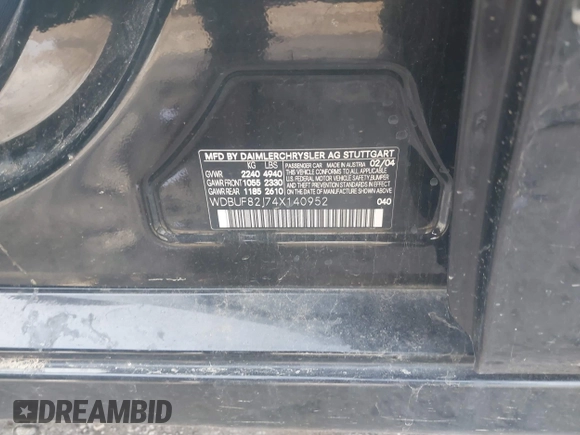 MFD BY DAIMLERCHRYSLER AG STUTTGART
KG LBS PASSENGER CAR MADE IN AUSTRIA 02/04
GVWR 2240 4940 THIS VEHICLE CONFORMS TO ALL APPLICABLE
GAWR FRONT 1055 2330 U.S. FEDERAL MOTOR VEHICLE SAFETY, BUMPER
GAWR REAR 1185 2610 AND THEFT PREVENTION STANDARDS IN EFFECT ON THE DATE OF MANUFACTURE SHOWN ABOVE
WDBUF82J74X140952
040
DREAMBID